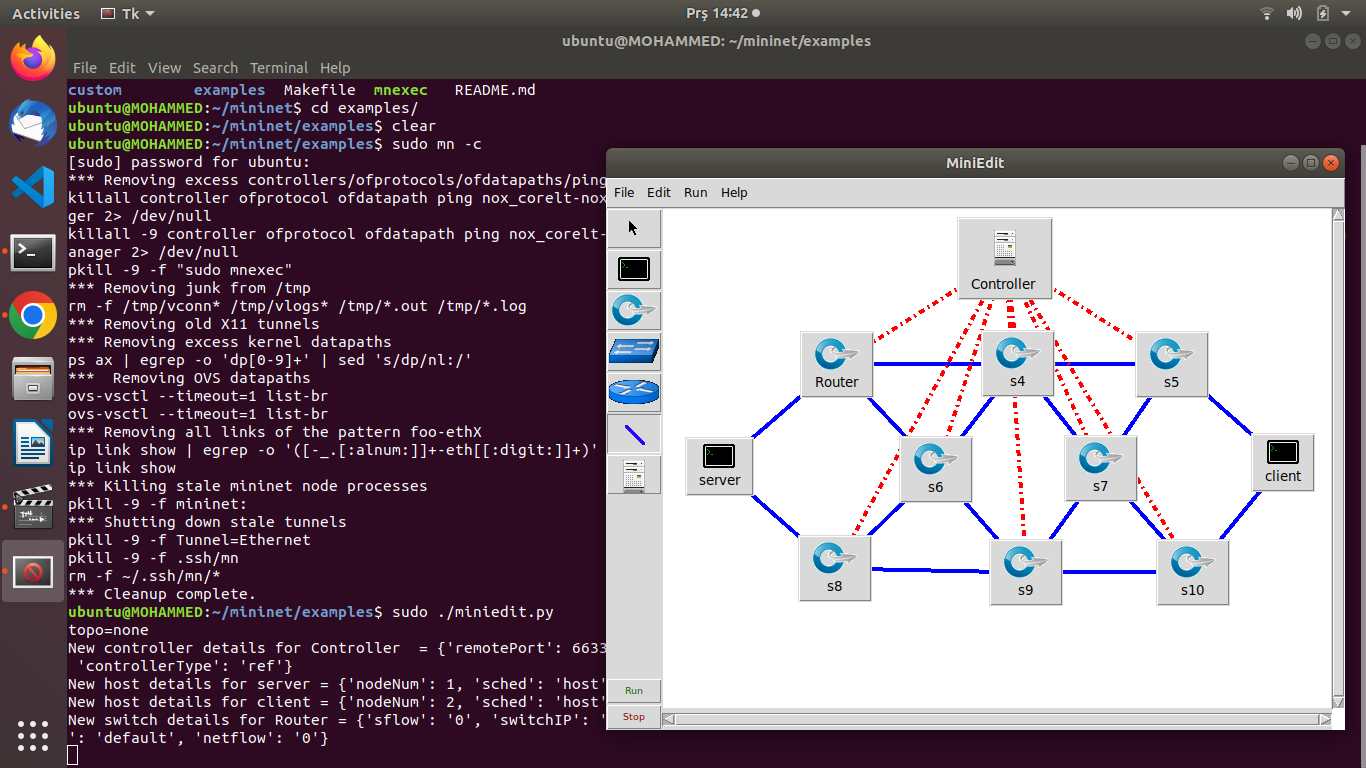 Activities
Tk
Prş 14:42
ubuntu@MOHAMMED: ~/mininet/examples
File Edit View Search Terminal Help
custom examples Makefile mnexec README.md
ubuntu@MOHAMMED:~/mininet$ cd examples/
ubuntu@MOHAMMED:~/mininet/examples$ clear
ubuntu@MOHAMMED:~/mininet/examples$ sudo mn -c
[sudo] password for ubuntu:
*** Removing excess controllers/ofprotocols/ofdatapaths/ping
killall controller ofprotocol ofdatapath ping nox_corelt-nox
ger 2> /dev/null
killall -9 controller ofprotocol ofdatapath ping nox_corelt-
anager 2> /dev/null
pkill -9 -f "sudo mnexec"
*** Removing junk from /tmp
rm -f /tmp/vconn* /tmp/vlogs* /tmp/*.out /tmp/*.log
*** Removing old X11 tunnels
*** Removing excess kernel datapaths
ps ax | egrep -o 'dp[0-9]+' | sed 's/dp/nl:/'
***  Removing OVS datapaths
ovs-vsctl --timeout=1 list-br
ovs-vsctl --timeout=1 list-br
*** Removing all links of the pattern foo-ethX
ip link show | egrep -o '([-_.[:alnum:]]+-eth[[:digit:]]+)'
ip link show
*** Killing stale mininet node processes
pkill -9 -f mininet:
*** Shutting down stale tunnels
pkill -9 -f Tunnel=Ethernet
pkill -9 -f .ssh/mn
rm -f ~/.ssh/mn/*
*** Cleanup complete.
ubuntu@MOHAMMED:~/mininet/examples$ sudo ./miniedit.py
topo=none
New controller details for Controller  = {'remotePort': 6633
'controllerType': 'ref'}
New host details for server = {'nodeNum': 1, 'sched': 'host'
New host details for client = {'nodeNum': 2, 'sched': 'host'
New switch details for Router = {'sflow': '0', 'switchIP': '
': 'default', 'netflow': '0'}
MiniEdit
File Edit Run Help
Controller
Router
s4
s5
server
s6
s7
client
s8
s9
s10
Run
Stop